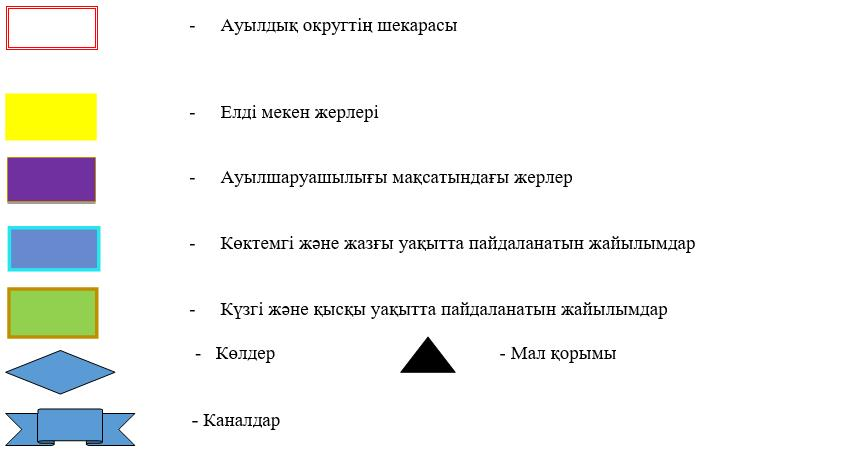 - Ауылдық округтің шекарасы
- Елді мекен жерлері
- Ауылшаруашылығы мақсатындағы жерлер
- Көктемгі және жазғы уақытта пайдаланатын жайылымдар
- Күзгі және қысқы уақытта пайдаланатын жайылымдар
- Көлдер - Мал қорымы
- Каналдар